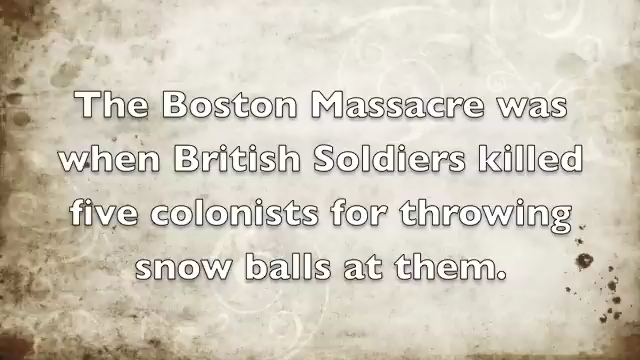 The Boston Massacre was
when British Soldiers killed
five colonists for throwing
snow balls at them.